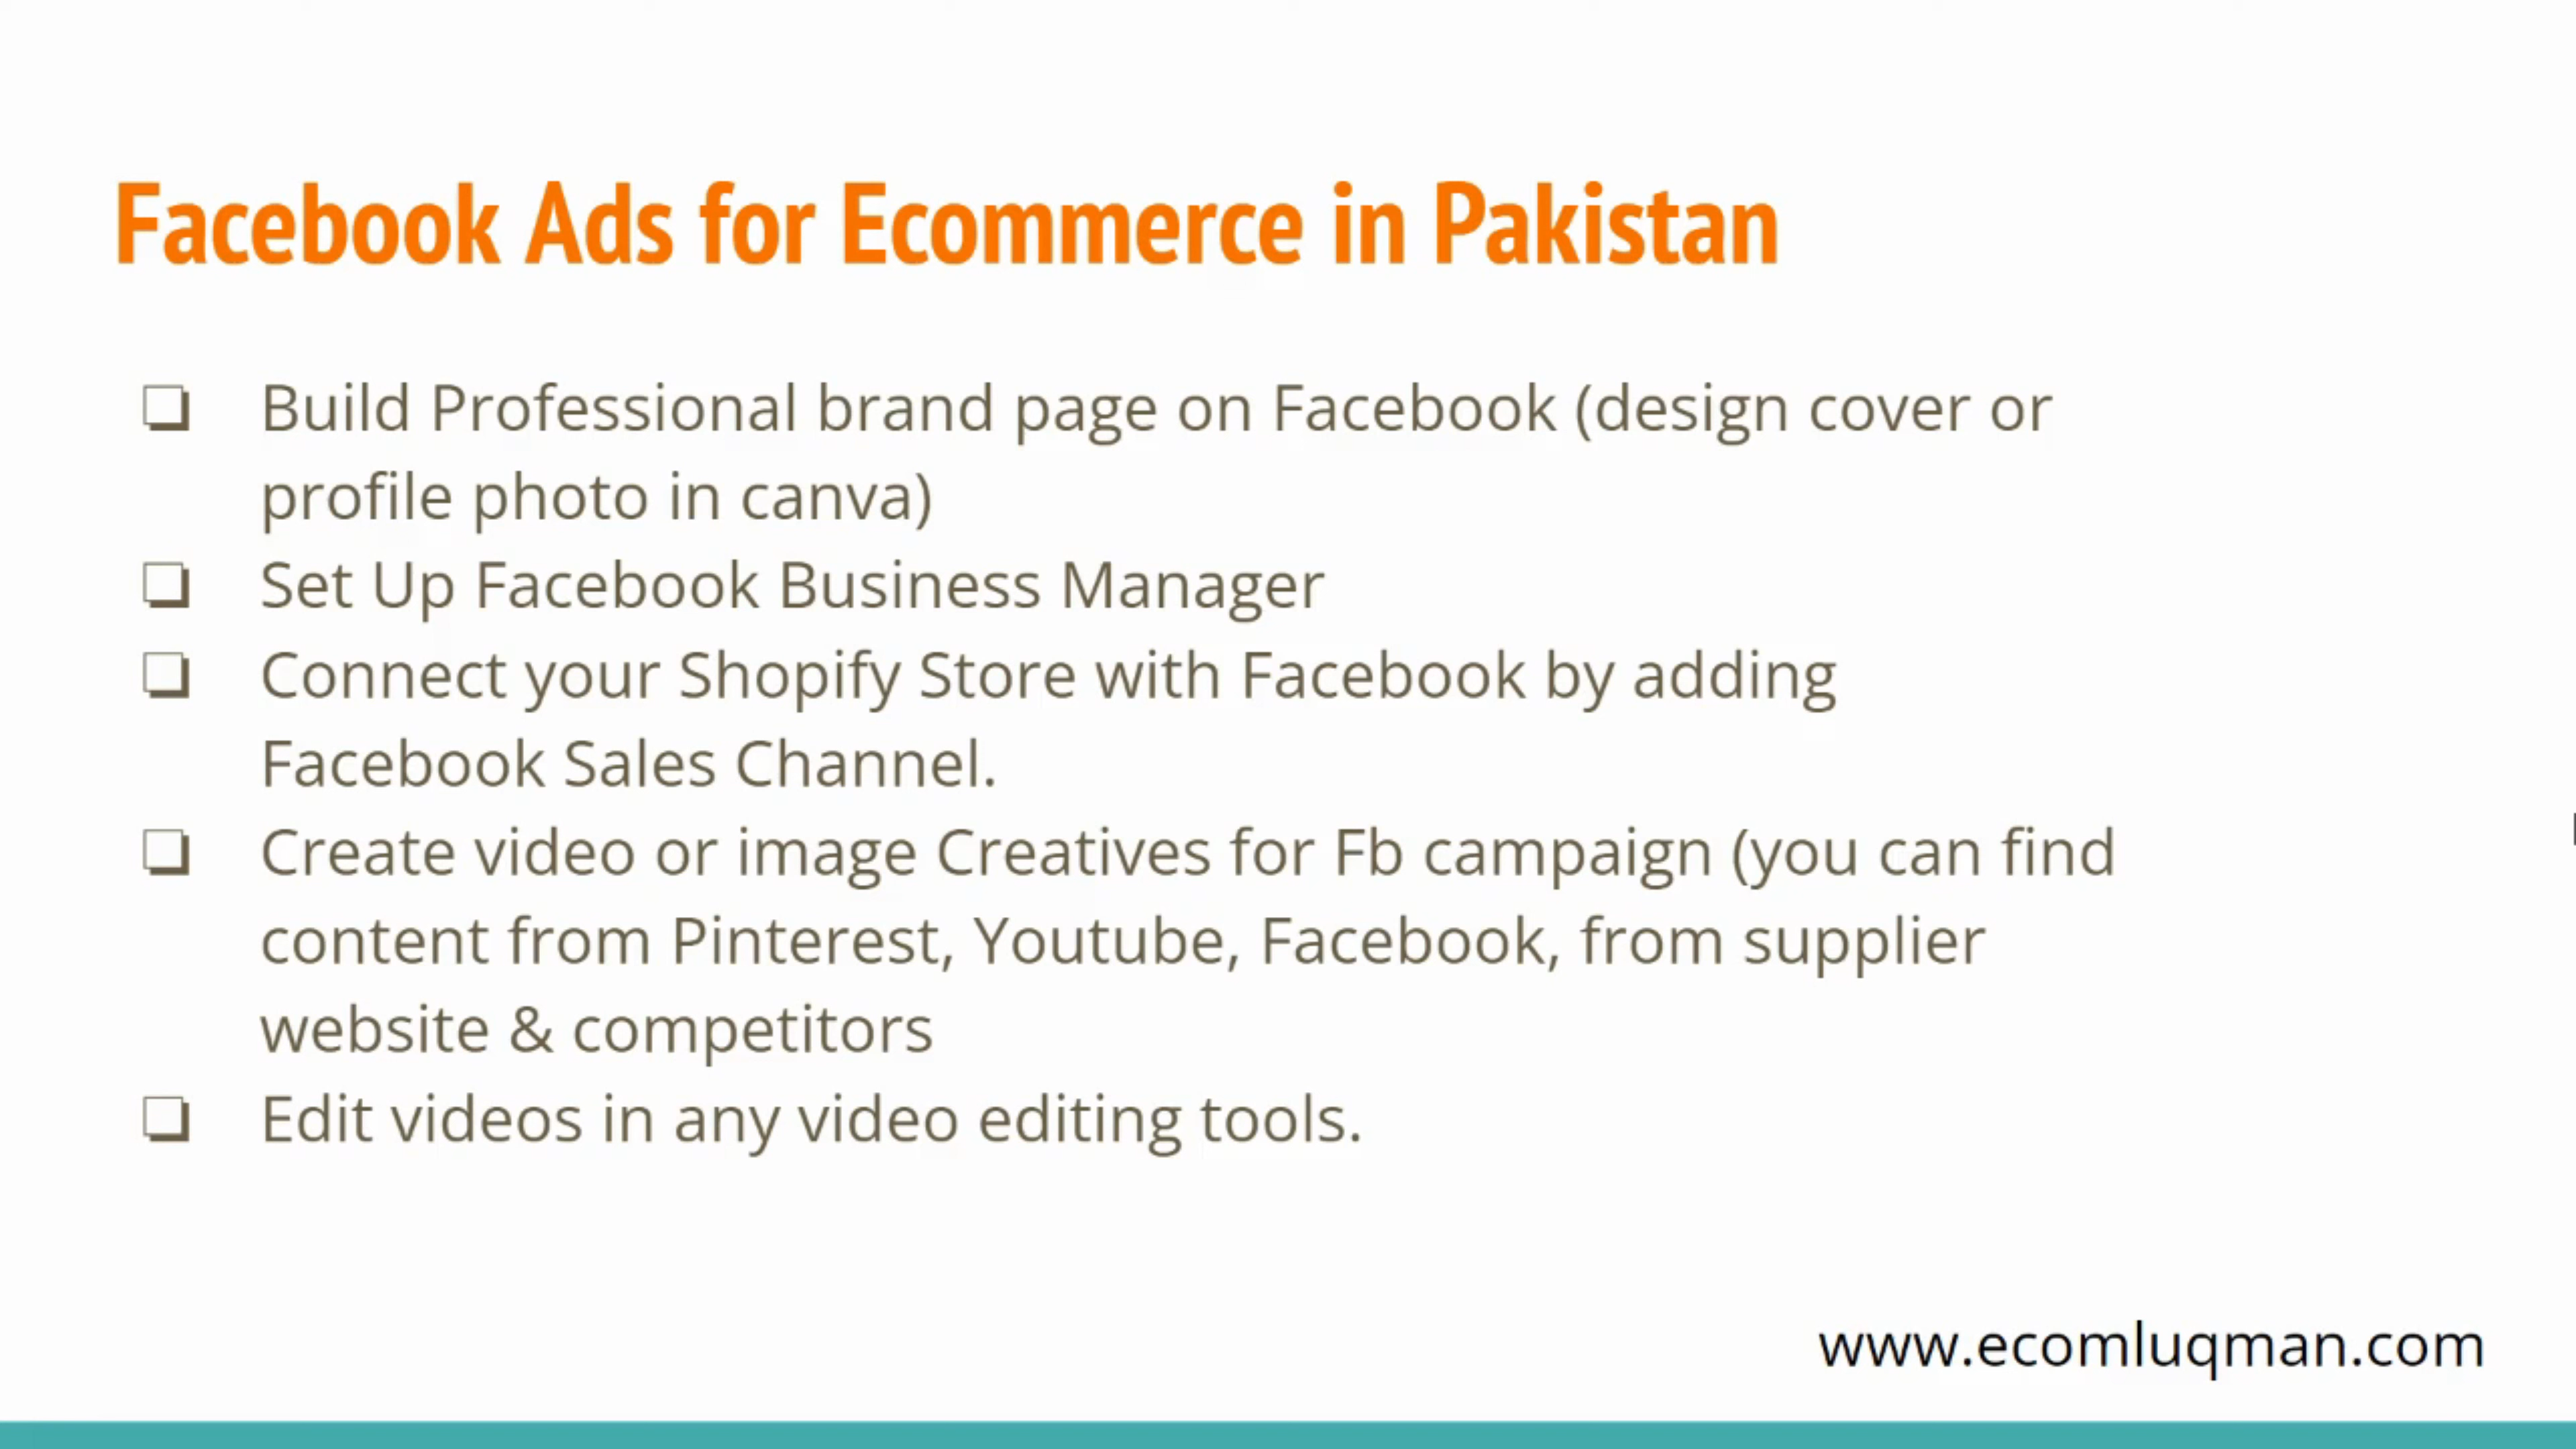 Facebook Ads for Ecommerce in Pakistan
❏ Build Professional brand page on Facebook (design cover or
profile photo in canva)
❏ Set Up Facebook Business Manager
❏ Connect your Shopify Store with Facebook by adding
Facebook Sales Channel.
❏ Create video or image Creatives for Fb campaign (you can find
content from Pinterest, Youtube, Facebook, from supplier
website & competitors
❏ Edit videos in any video editing tools.
www.ecomluqman.com